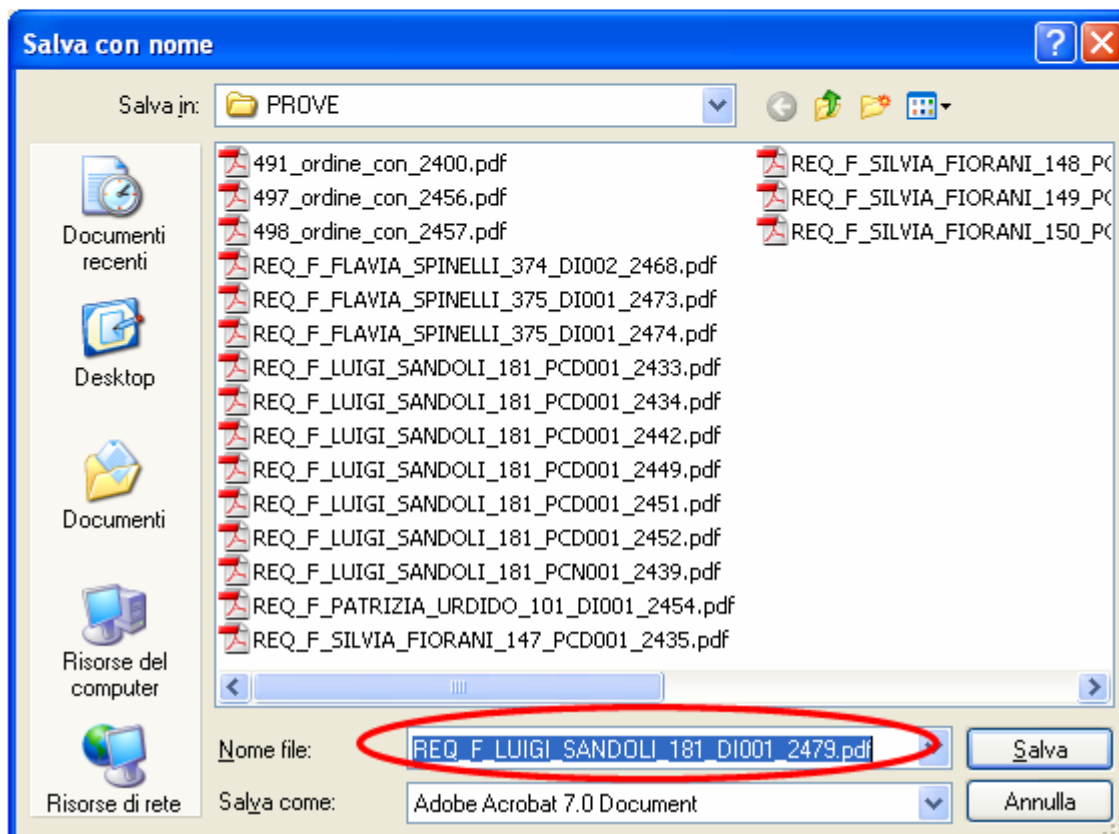 Salva con nome
Salva in: PROVE
Documenti recenti
Desktop
Documenti
Risorse del computer
Risorse di rete
491_ordine_con_2400.pdf
497_ordine_con_2456.pdf
498_ordine_con_2457.pdf
REQ_F_FLAVIA_SPINELLI_374_DI002_2468.pdf
REQ_F_FLAVIA_SPINELLI_375_DI001_2473.pdf
REQ_F_FLAVIA_SPINELLI_375_DI001_2474.pdf
REQ_F_LUIGI_SANDOLI_181_PCD001_2433.pdf
REQ_F_LUIGI_SANDOLI_181_PCD001_2434.pdf
REQ_F_LUIGI_SANDOLI_181_PCD001_2442.pdf
REQ_F_LUIGI_SANDOLI_181_PCD001_2449.pdf
REQ_F_LUIGI_SANDOLI_181_PCD001_2451.pdf
REQ_F_LUIGI_SANDOLI_181_PCD001_2452.pdf
REQ_F_LUIGI_SANDOLI_181_PCN001_2439.pdf
REQ_F_PATRIZIA_URDIDO_101_DI001_2454.pdf
REQ_F_SILVIA_FIORANI_147_PCD001_2435.pdf
REQ_F_SILVIA_FIORANI_148_PC
REQ_F_SILVIA_FIORANI_149_PC
REQ_F_SILVIA_FIORANI_150_PC
Nome file: REQ_F_LUIGI_SANDOLI_181_DI001_2479.pdf Salva
Salva come: Adobe Acrobat 7.0 Document Annulla